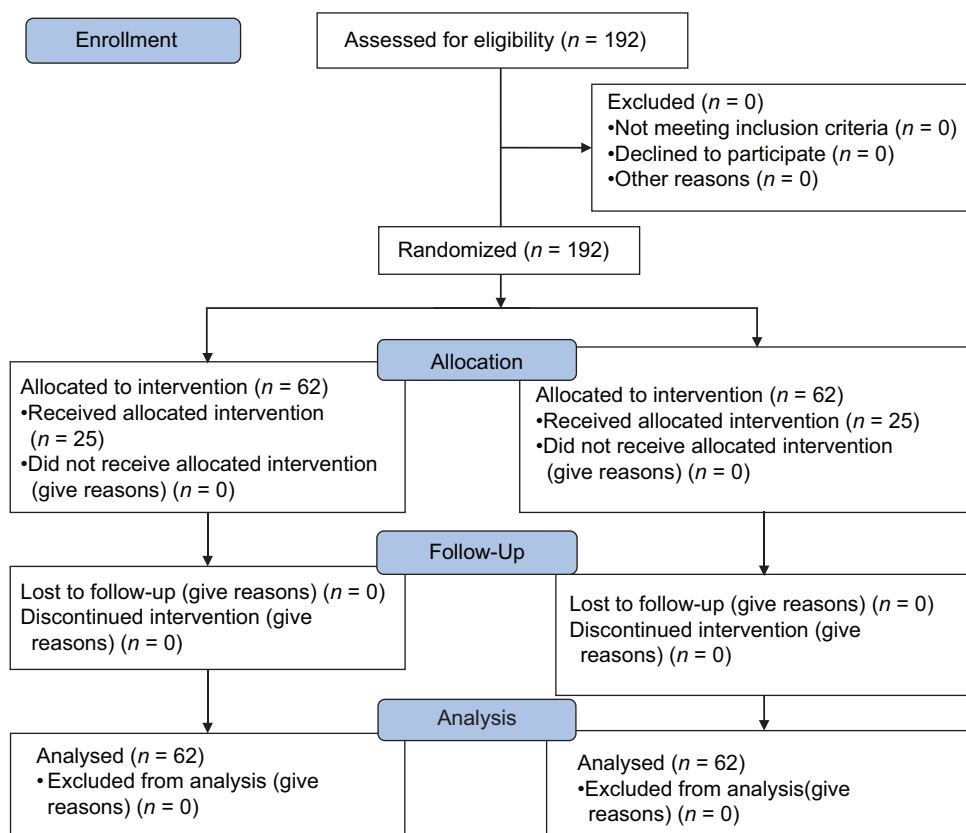 Enrollment
Assessed for eligibility (n = 192)
Excluded (n = 0)
•Not meeting inclusion criteria (n = 0)
•Declined to participate (n = 0)
•Other reasons (n = 0)
Randomized (n = 192)
Allocation
Allocated to intervention (n = 62)
•Received allocated intervention
(n = 25)
•Did not receive allocated intervention
(give reasons) (n = 0)
Allocated to intervention (n = 62)
•Received allocated intervention (n = 25)
•Did not receive allocated intervention
(give reasons) (n = 0)
Follow-Up
Lost to follow-up (give reasons) (n = 0)
Discontinued intervention (give
reasons) (n = 0)
Lost to follow-up (give reasons) (n = 0)
Discontinued intervention (give
reasons) (n = 0)
Analysis
Analysed (n = 62)
• Excluded from analysis (give
reasons) (n = 0)
Analysed (n = 62)
•Excluded from analysis(give
reasons) (n = 0)